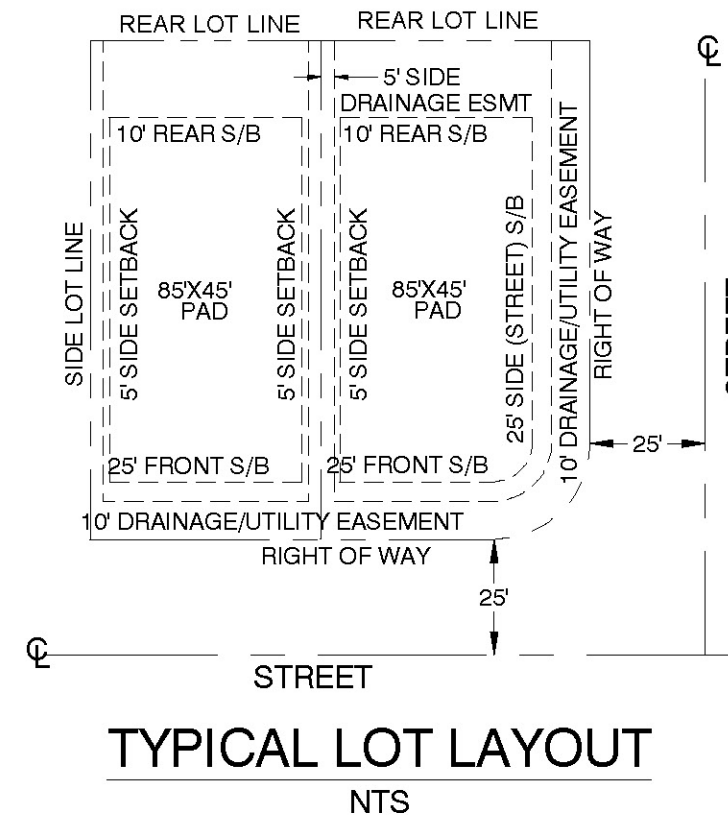 REAR LOT LINE
REAR LOT LINE
℄
5' SIDE
DRAINAGE ESMT
10' REAR S/B
10' REAR S/B
SIDE LOT LINE
5' SIDE SETBACK
85'X45'
PAD
5' SIDE SETBACK
5' SIDE SETBACK
85'X45'
PAD
25' SIDE (STREET) S/B
10' DRAINAGE/UTILITY EASEMENT
RIGHT OF WAY
25'
25' FRONT S/B
25' FRONT S/B
10' DRAINAGE/UTILITY EASEMENT
RIGHT OF WAY
25'
℄
STREET
TYPICAL LOT LAYOUT
NTS